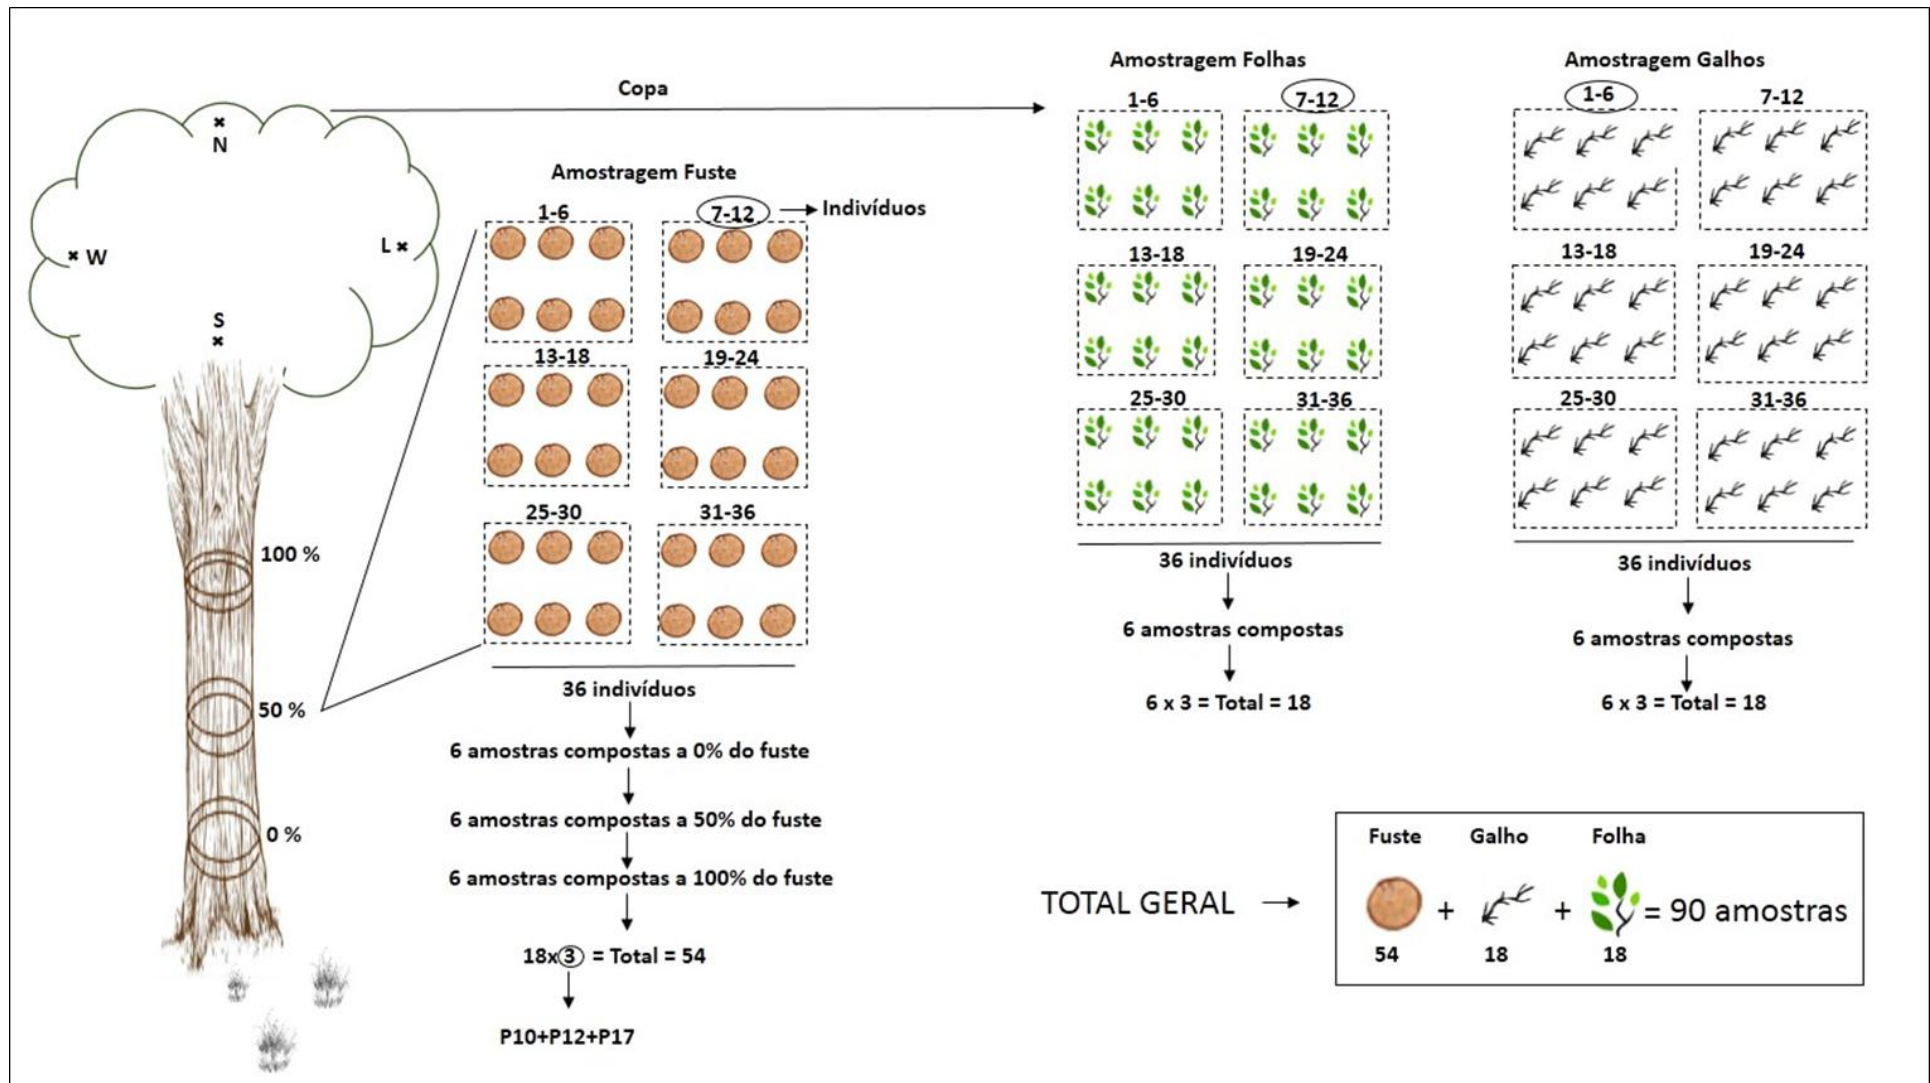 N
W
L
S
100 %
50 %
0 %
Copa
Amostragem Fuste
1-6
7-12
Indivíduos
13-18
19-24
25-30
31-36
36 indivíduos
6 amostras compostas a 0% do fuste
6 amostras compostas a 50% do fuste
6 amostras compostas a 100% do fuste
18x3 = Total = 54
P10+P12+P17
Amostragem Folhas
1-6
7-12
13-18
19-24
25-30
31-36
36 indivíduos
6 amostras compostas
6 x 3 = Total = 18
Amostragem Galhos
1-6
7-12
13-18
19-24
25-30
31-36
36 indivíduos
6 amostras compostas
6 x 3 = Total = 18
TOTAL GERAL
Fuste Galho Folha
+ + = 90 amostras
54 18 18